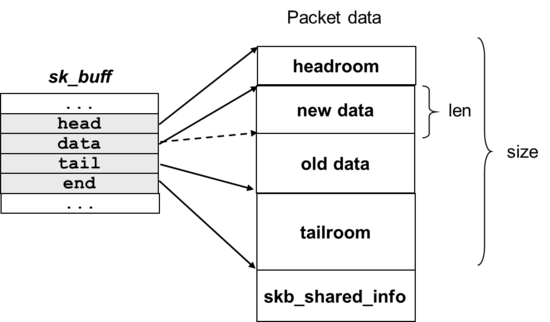 Packet data
sk_buff
...
head
data
tail
end
...
headroom
new data
old data
tailroom
skb_shared_info
len
size